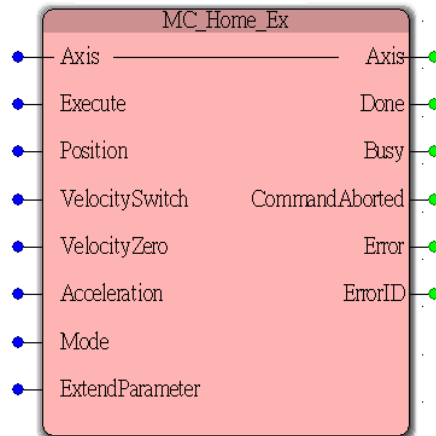 MC_Home_Ex
Axis Axis
Execute Done
Position Busy
VelocitySwitch CommandAborted
VelocityZero Error
Acceleration ErrorID
Mode
ExtendParameter